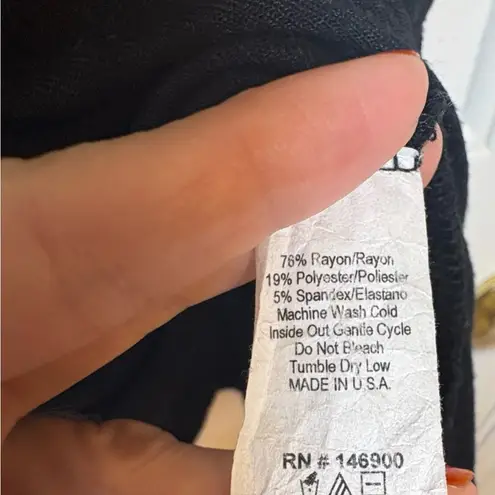 76% Rayon/Rayon
19% Polyester/Poliester
5% Spandex/Elastano
Machine Wash Cold
Inside Out Gentle Cycle
Do Not Bleach
Tumble Dry Low
MADE IN U.S.A.
RN # 146900